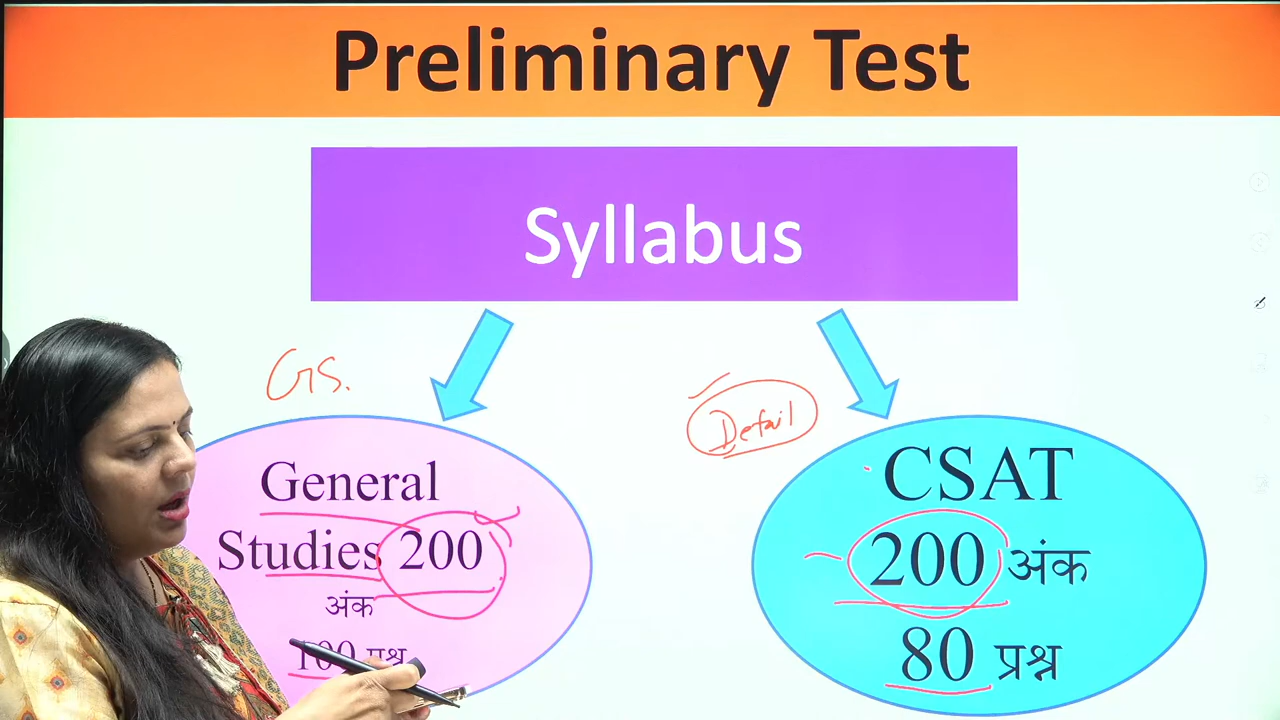 Preliminary Test
Syllabus
GS.
General
Studies 200
अंक
100 प्रश्न
Detail
CSAT
200 अंक
80 प्रश्न